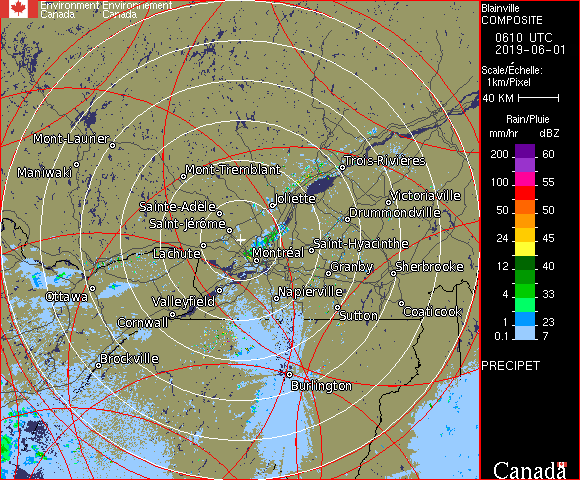 Environment Environnement
Canada Canada
Blainville
COMPOSITE
0610 UTC
2019-06-01
Scale/Échelle:
1km/Pixel
40 KM
Rain/Pluie
mm/hr dBZ
200 60
100 55
50 50
24 45
12 40
4 33
1 23
0.1 7
PRECIPET
Canada
Mont-Laurier
Maniwaki
Mont-Tremblant
Trois-Rivières
Sainte-Adèle
Joliette
Victoriaville
Drummondville
Saint-Jérôme
Lachute
Montréal
Saint-Hyacinthe
Granby
Sherbrooke
Ottawa
Valleyfield
Napierville
Cornwall
Sutton
Coaticook
Brockville
Burlington